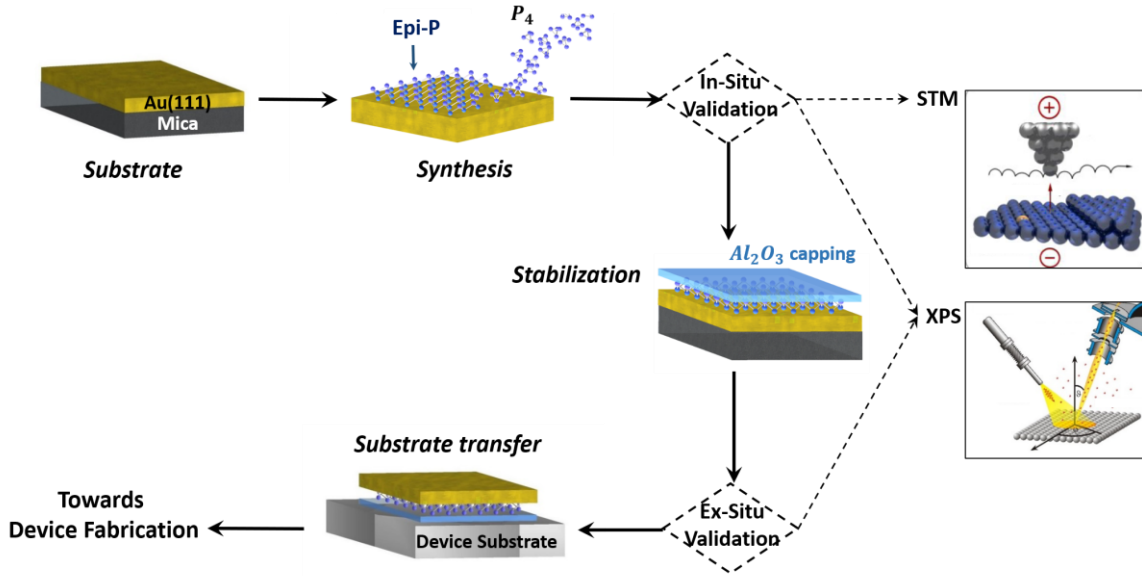 P₄
Epi-P
Au(111)
Mica
Substrate
Synthesis
In-Situ
Validation
STM
+
−
Al₂O₃ capping
Stabilization
XPS
Substrate transfer
Device Substrate
Ex-Situ
Validation
Towards
Device Fabrication